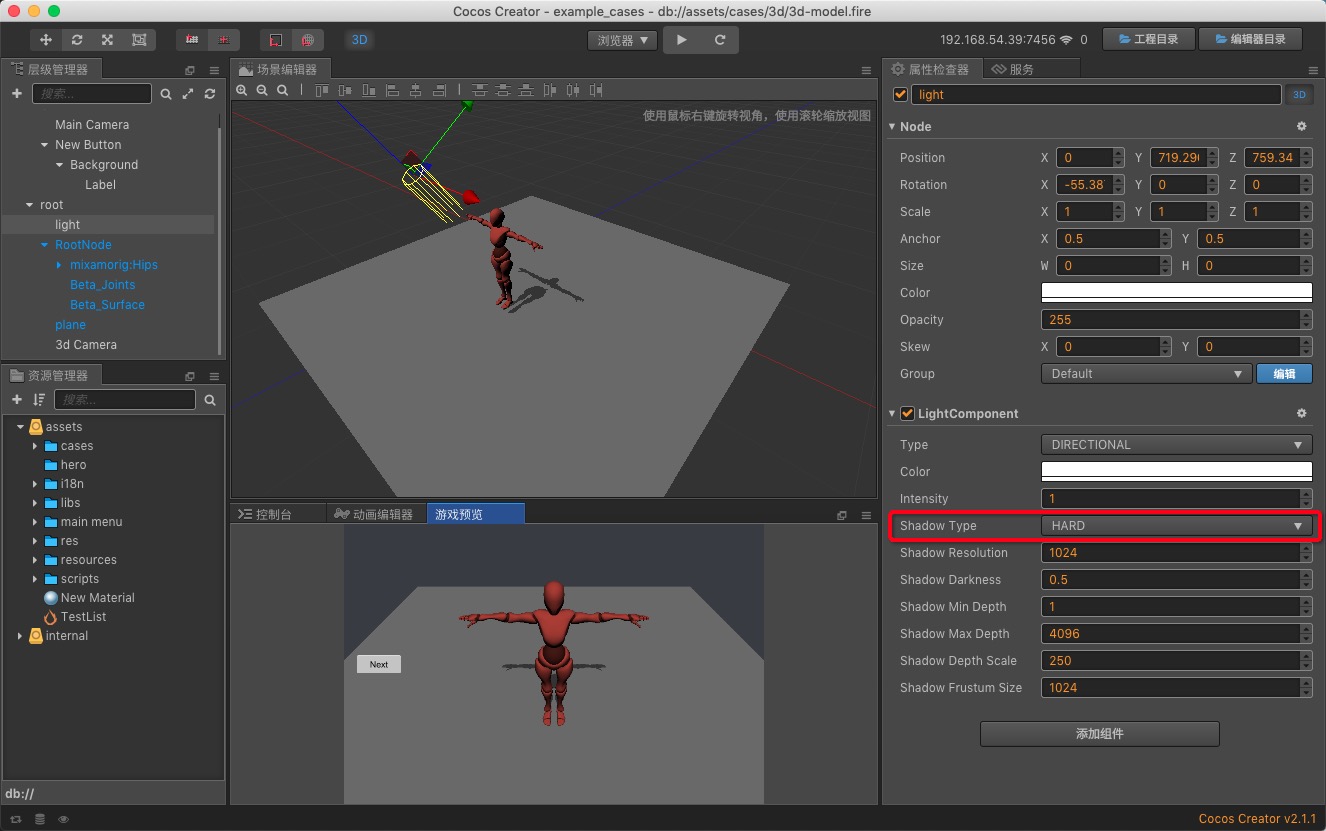 Cocos Creator - example_cases - db://assets/cases/3d/3d-model.fire
3D
浏览器
192.168.54.39:7456
0
工程目录
编辑器目录
层级管理器
搜索...
Main Camera
New Button
Background
Label
root
light
RootNode
mixamorig:Hips
Beta_Joints
Beta_Surface
plane
3d Camera
资源管理器
搜索...
assets
cases
hero
i18n
libs
main menu
res
resources
scripts
New Material
TestList
internal
db://
场景编辑器
使用鼠标右键旋转视角，使用滚轮缩放视图
控制台
动画编辑器
游戏预览
Next
属性检查器
服务
light
3D
Node
Position X 0 Y 719.29 Z 759.34
Rotation X -55.38 Y 0 Z 0
Scale X 1 Y 1 Z 1
Anchor X 0.5 Y 0.5
Size W 0 H 0
Color
Opacity 255
Skew X 0 Y 0
Group Default 编辑
LightComponent
Type DIRECTIONAL
Color
Intensity 1
Shadow Type HARD
Shadow Resolution 1024
Shadow Darkness 0.5
Shadow Min Depth 1
Shadow Max Depth 4096
Shadow Depth Scale 250
Shadow Frustum Size 1024
添加组件
Cocos Creator v2.1.1